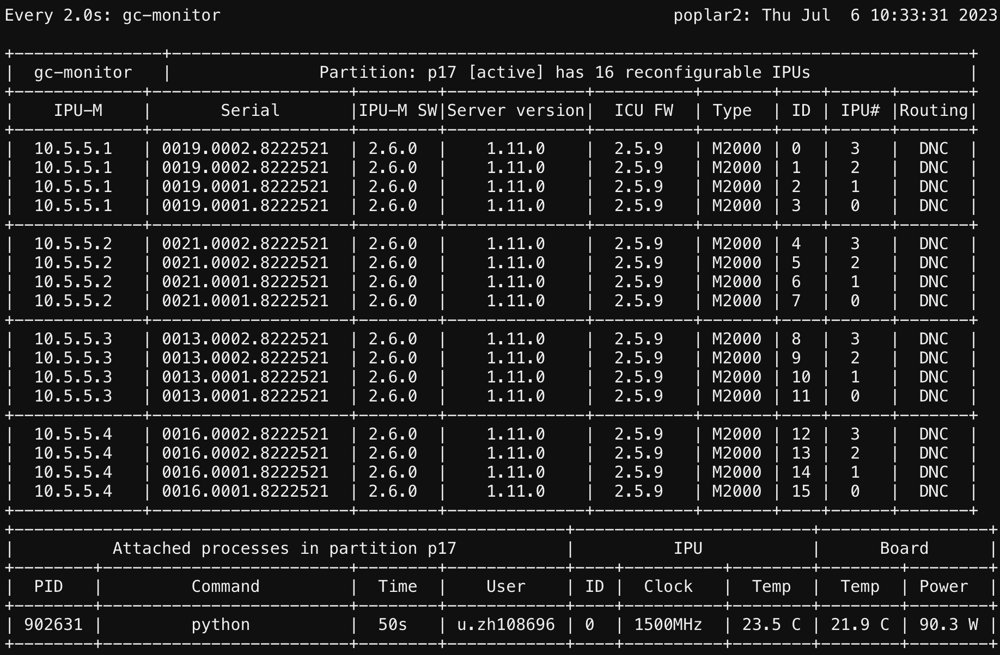 Every 2.0s: gc-monitor poplar2: Thu Jul  6 10:33:31 2023
+---------------+---------------------------------------------------------------------------------+
|  gc-monitor   |               Partition: p17 [active] has 16 reconfigurable IPUs                |
+-------------+--------------------+--------+--------------+----------+-------+----+------+-------+
|    IPU-M    |       Serial       |IPU-M SW|Server version|  ICU FW  | Type  | ID | IPU# |Routing|
+-------------+--------------------+--------+--------------+----------+-------+----+------+-------+
|  10.5.5.1   | 0019.0002.8222521  | 2.6.0  |    1.11.0    |  2.5.9   | M2000 | 0  |  3   |  DNC  |
|  10.5.5.1   | 0019.0002.8222521  | 2.6.0  |    1.11.0    |  2.5.9   | M2000 | 1  |  2   |  DNC  |
|  10.5.5.1   | 0019.0001.8222521  | 2.6.0  |    1.11.0    |  2.5.9   | M2000 | 2  |  1   |  DNC  |
|  10.5.5.1   | 0019.0001.8222521  | 2.6.0  |    1.11.0    |  2.5.9   | M2000 | 3  |  0   |  DNC  |
+-------------+--------------------+--------+--------------+----------+-------+----+------+-------+
|  10.5.5.2   | 0021.0002.8222521  | 2.6.0  |    1.11.0    |  2.5.9   | M2000 | 4  |  3   |  DNC  |
|  10.5.5.2   | 0021.0002.8222521  | 2.6.0  |    1.11.0    |  2.5.9   | M2000 | 5  |  2   |  DNC  |
|  10.5.5.2   | 0021.0001.8222521  | 2.6.0  |    1.11.0    |  2.5.9   | M2000 | 6  |  1   |  DNC  |
|  10.5.5.2   | 0021.0001.8222521  | 2.6.0  |    1.11.0    |  2.5.9   | M2000 | 7  |  0   |  DNC  |
+-------------+--------------------+--------+--------------+----------+-------+----+------+-------+
|  10.5.5.3   | 0013.0002.8222521  | 2.6.0  |    1.11.0    |  2.5.9   | M2000 | 8  |  3   |  DNC  |
|  10.5.5.3   | 0013.0002.8222521  | 2.6.0  |    1.11.0    |  2.5.9   | M2000 | 9  |  2   |  DNC  |
|  10.5.5.3   | 0013.0001.8222521  | 2.6.0  |    1.11.0    |  2.5.9   | M2000 | 10 |  1   |  DNC  |
|  10.5.5.3   | 0013.0001.8222521  | 2.6.0  |    1.11.0    |  2.5.9   | M2000 | 11 |  0   |  DNC  |
+-------------+--------------------+--------+--------------+----------+-------+----+------+-------+
|  10.5.5.4   | 0016.0002.8222521  | 2.6.0  |    1.11.0    |  2.5.9   | M2000 | 12 |  3   |  DNC  |
|  10.5.5.4   | 0016.0002.8222521  | 2.6.0  |    1.11.0    |  2.5.9   | M2000 | 13 |  2   |  DNC  |
|  10.5.5.4   | 0016.0001.8222521  | 2.6.0  |    1.11.0    |  2.5.9   | M2000 | 14 |  1   |  DNC  |
|  10.5.5.4   | 0016.0001.8222521  | 2.6.0  |    1.11.0    |  2.5.9   | M2000 | 15 |  0   |  DNC  |
+-------------+--------------------+--------+--------------+----------+-------+----+------+-------+
+--------------------------------------------------------+------------------------+-----------------+
|          Attached processes in partition p17           |          IPU           |      Board      |
+--------+-------------------------+--------+------------+----+----------+--------+--------+--------+
|  PID   |         Command         |  Time  |    User    | ID |  Clock   |  Temp  |  Temp  | Power  |
+--------+-------------------------+--------+------------+----+----------+--------+--------+--------+
| 902631 |         python          |  50s   | u.zh108696 | 0  | 1500MHz  | 23.5 C | 21.9 C | 90.3 W |
+--------+-------------------------+--------+------------+----+----------+--------+--------+--------+